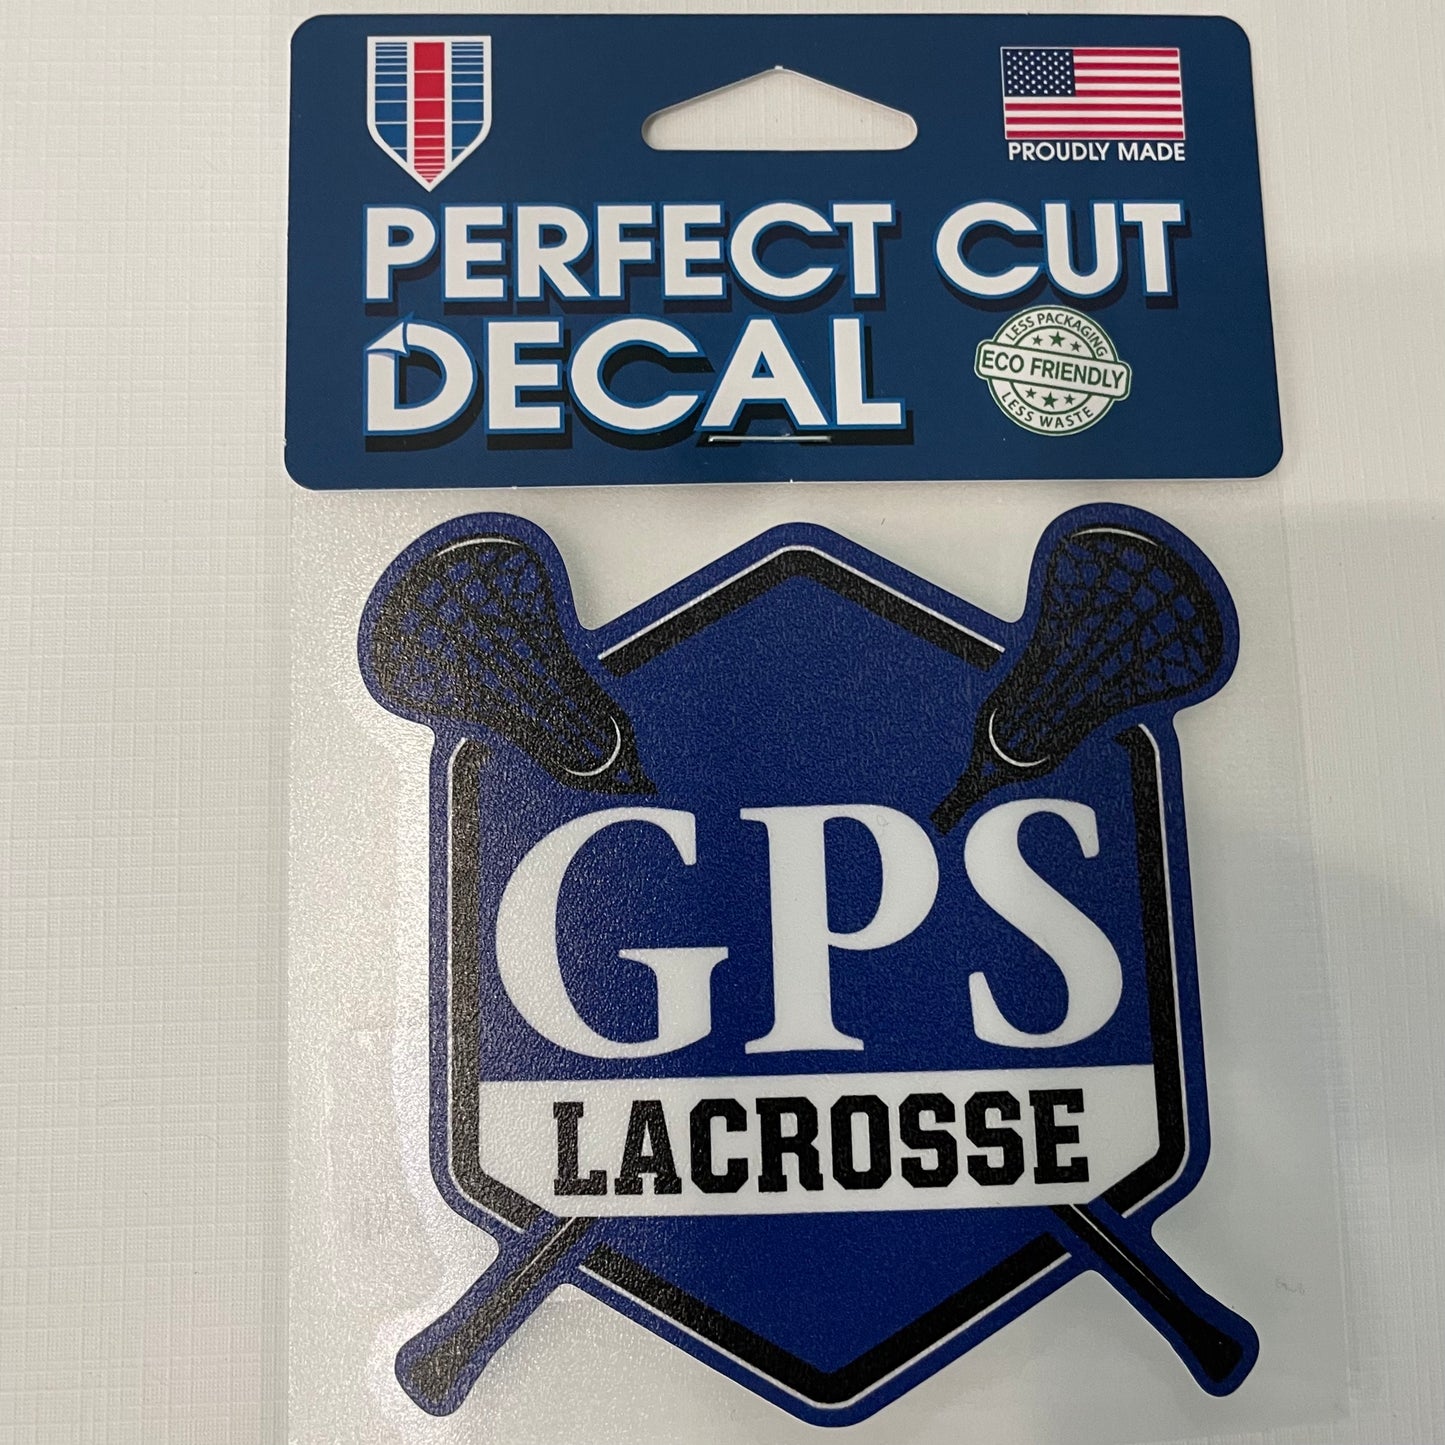 PROUDLY MADE
PERFECT CUT
DECAL
LESS PACKAGING
ECO FRIENDLY
LESS WASTE
GPS
LACROSSE